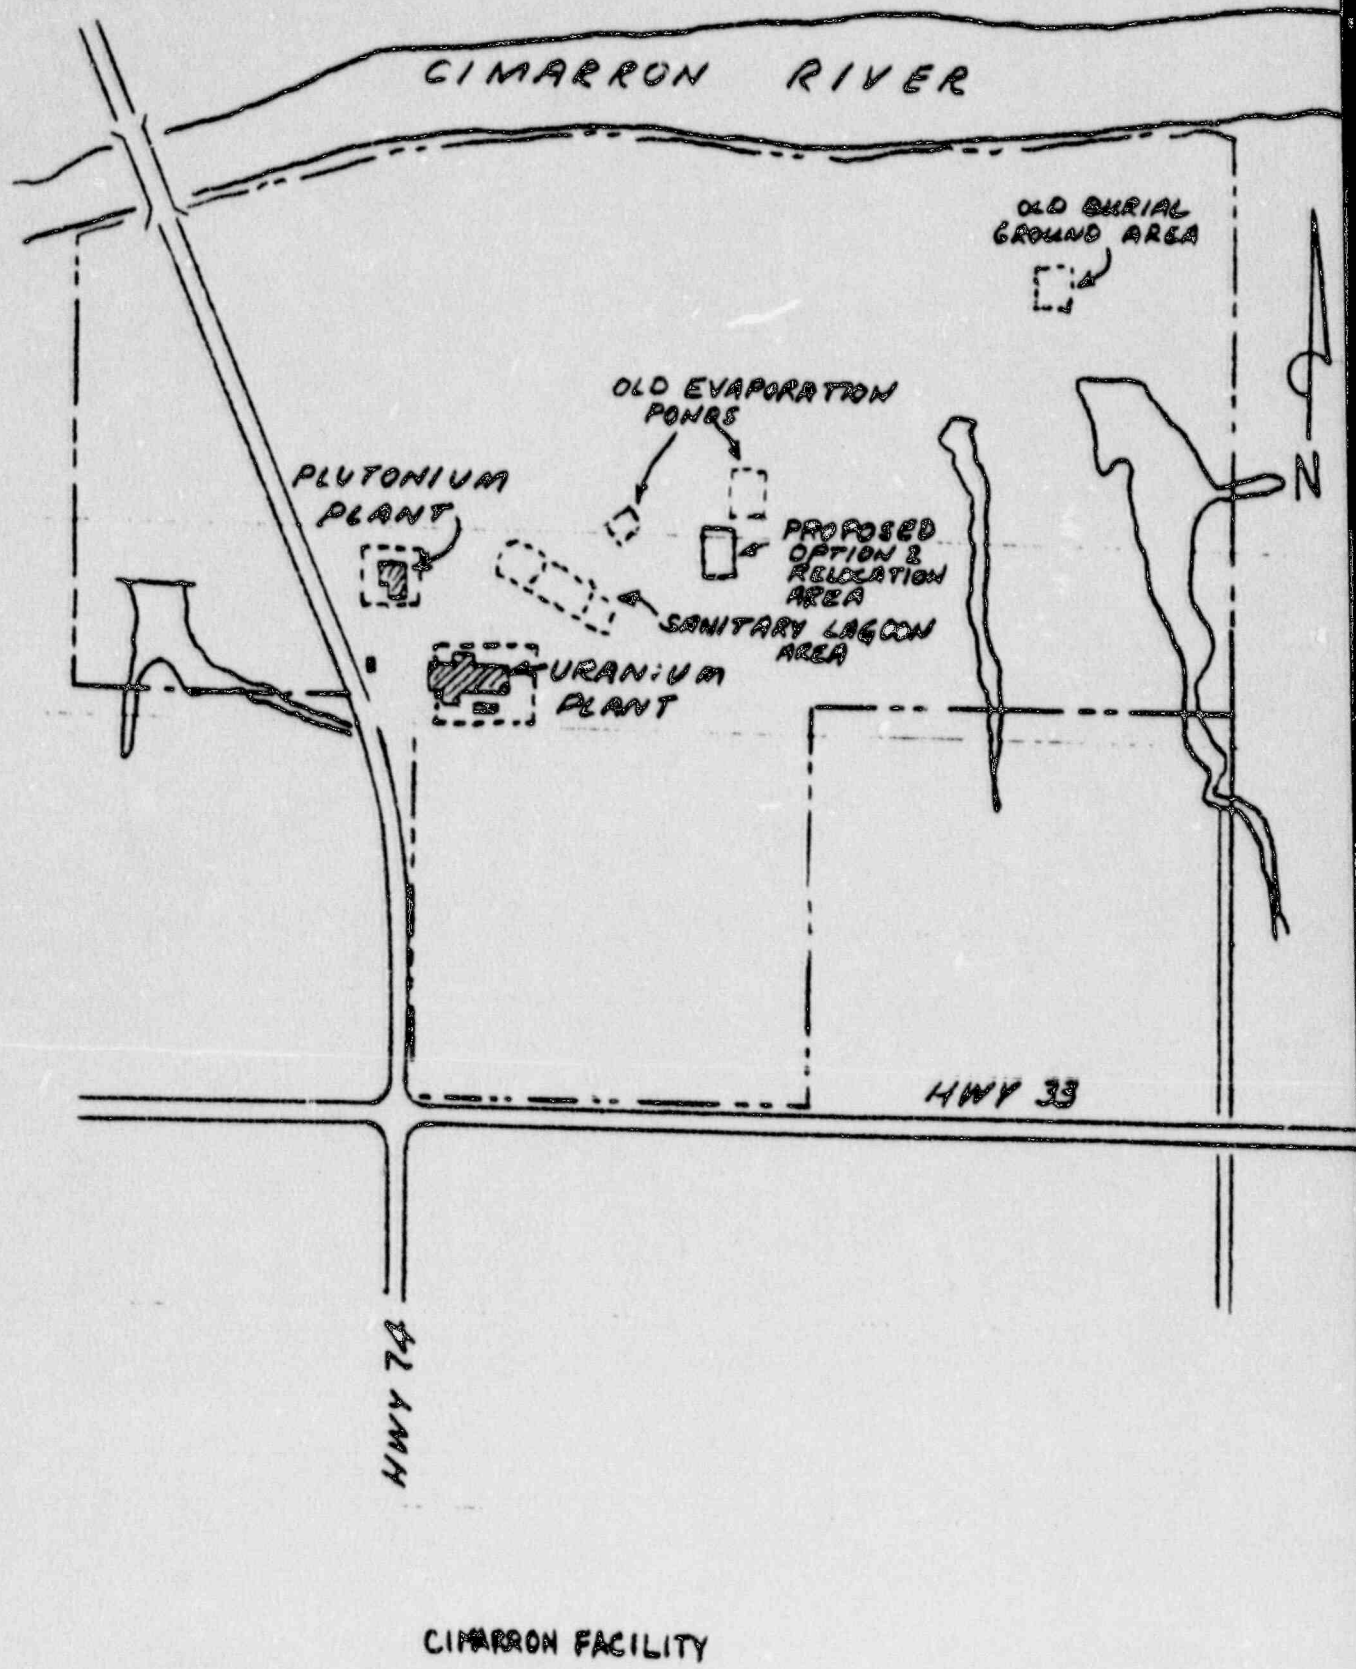 CIMARRON RIVER
OLD BURIAL
GROUND AREA
OLD EVAPORATION
PONDS
N
PLUTONIUM
PLANT
PROPOSED
OPTION 2
RELOCATION
AREA
SANITARY LAGOON
AREA
URANIUM
PLANT
HWY 33
HWY 74
CIMARRON FACILITY